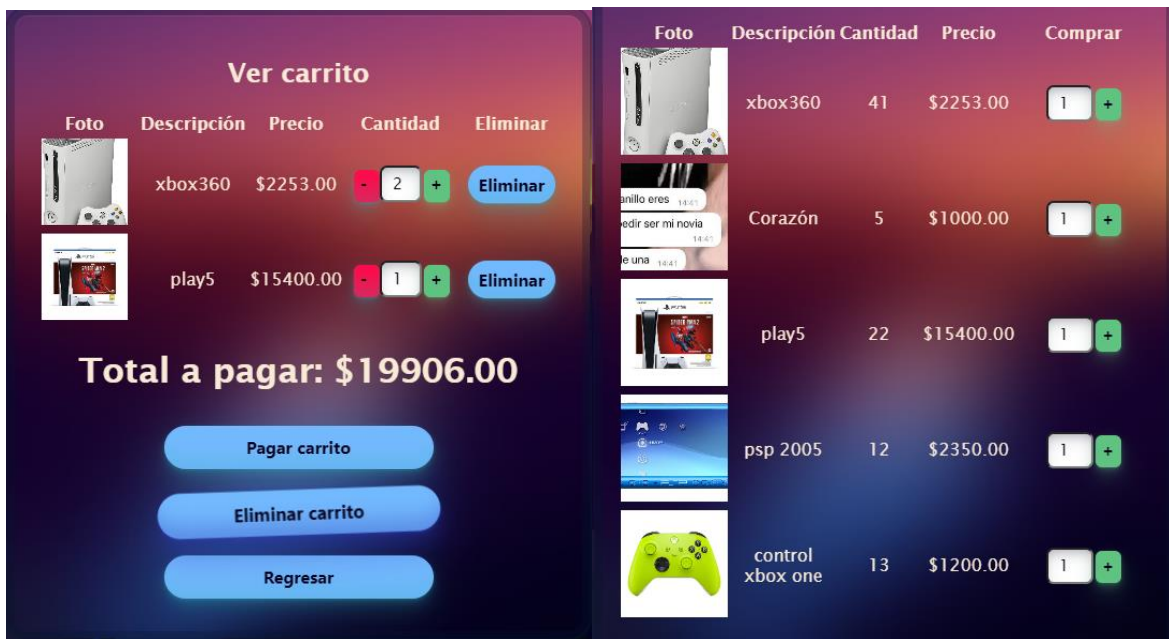 Ver carrito
Foto Descripción Precio Cantidad Eliminar
xbox360 $2253.00 - 2 + Eliminar
play5 $15400.00 - 1 + Eliminar
Total a pagar: $19906.00
Pagar carrito
Eliminar carrito
Regresar
Foto Descripción Cantidad Precio Comprar
xbox360 41 $2253.00 1 +
anillo eres 14:41
pedir ser mi novia
14:41
de una 14:41
Corazón 5 $1000.00 1 +
play5 22 $15400.00 1 +
psp 2005 12 $2350.00 1 +
control
xbox one 13 $1200.00 1 +